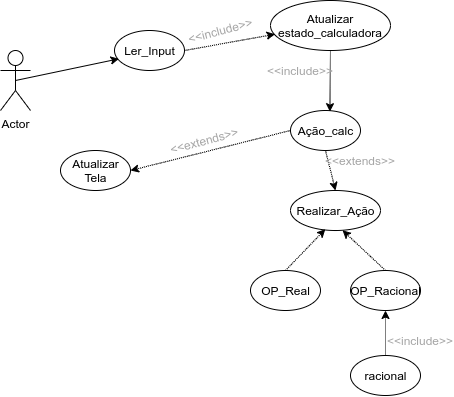 Atualizar
estado_calculadora
<<include>>
Ler_Input
<<include>>
Actor
Ação_calc
<<extends>>
<<extends>>
Atualizar
Tela
Realizar_Ação
OP_Real
OP_Racional
<<include>>
racional